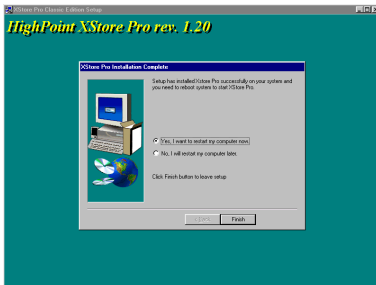 XStore Pro Classic Edition Setup
HighPoint XStore Pro rev. 1.20
XStore Pro Installation Complete
Setup has installed Xstore Pro successfully on your system and
you need to reboot system to start XStore Pro.
Yes, I want to restart my computer now.
No, I will restart my computer later.
Click Finish button to leave setup
< Back
Finish